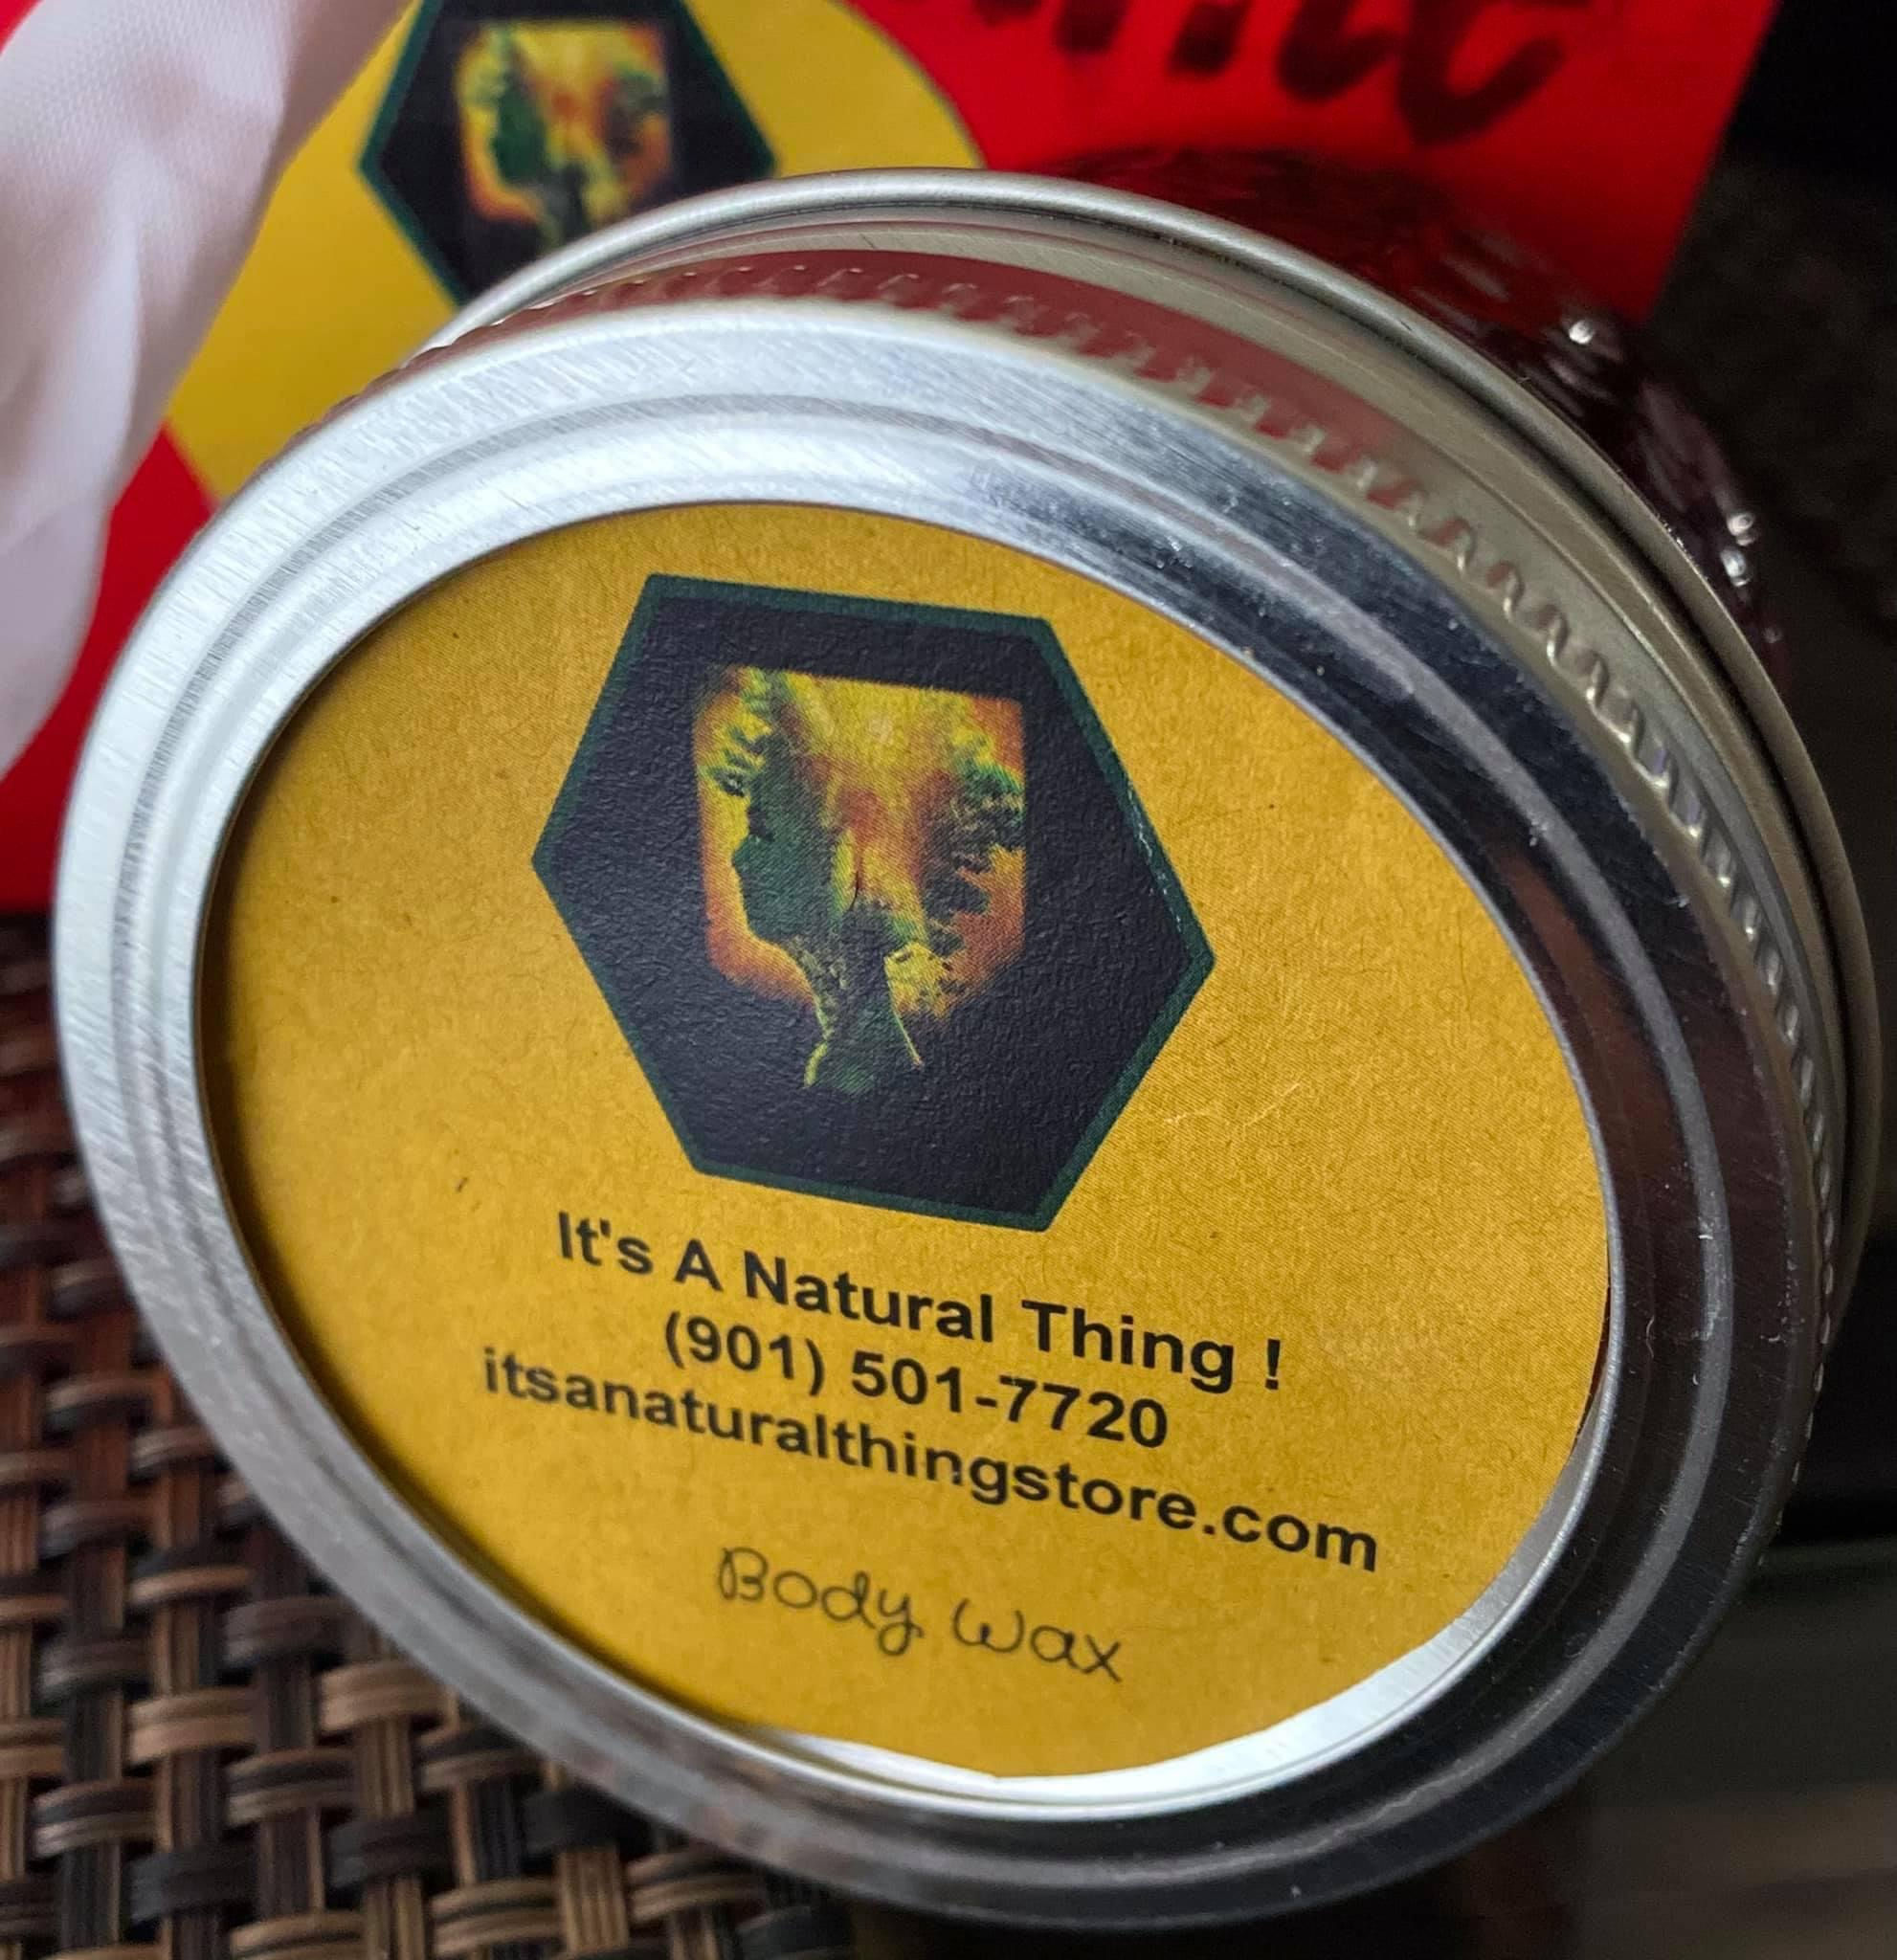 It's A Natural Thing !
(901) 501-7720
itsanaturalthingstore.com
Body Wax